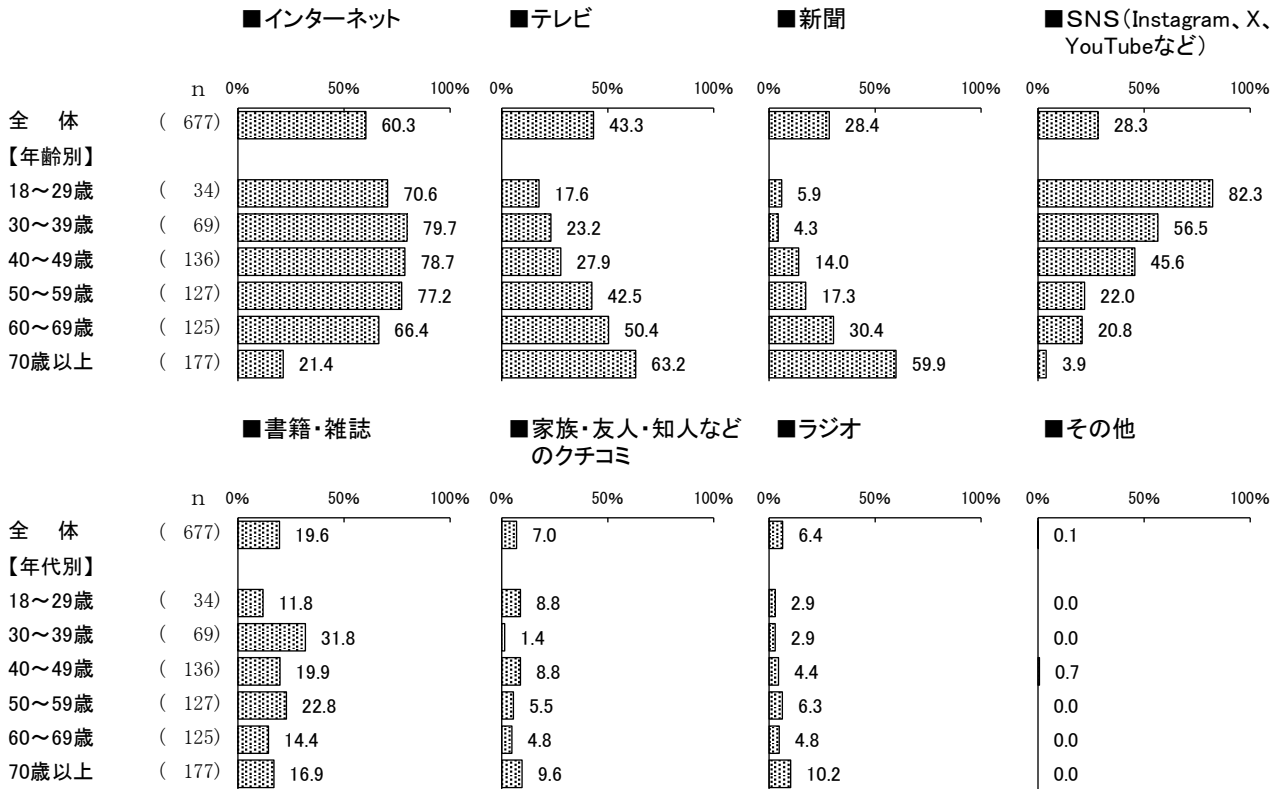 ■インターネット ■テレビ ■新聞 ■SNS(Instagram、X、
YouTubeなど)
n 0% 50% 100% 0% 50% 100% 0% 50% 100% 0% 50% 100%
全 体 ( 677) 60.3 43.3 28.4 28.3
【年齢別】
18～29歳 ( 34) 70.6 17.6 5.9 82.3
30～39歳 ( 69) 79.7 23.2 4.3 56.5
40～49歳 ( 136) 78.7 27.9 14.0 45.6
50～59歳 ( 127) 77.2 42.5 17.3 22.0
60～69歳 ( 125) 66.4 50.4 30.4 20.8
70歳以上 ( 177) 21.4 63.2 59.9 3.9
■書籍・雑誌 ■家族・友人・知人など ■ラジオ ■その他
のクチコミ
n 0% 50% 100% 0% 50% 100% 0% 50% 100% 0% 50% 100%
全 体 ( 677) 19.6 7.0 6.4 0.1
【年代別】
18～29歳 ( 34) 11.8 8.8 2.9 0.0
30～39歳 ( 69) 31.8 1.4 2.9 0.0
40～49歳 ( 136) 19.9 8.8 4.4 0.7
50～59歳 ( 127) 22.8 5.5 6.3 0.0
60～69歳 ( 125) 14.4 4.8 4.8 0.0
70歳以上 ( 177) 16.9 9.6 10.2 0.0